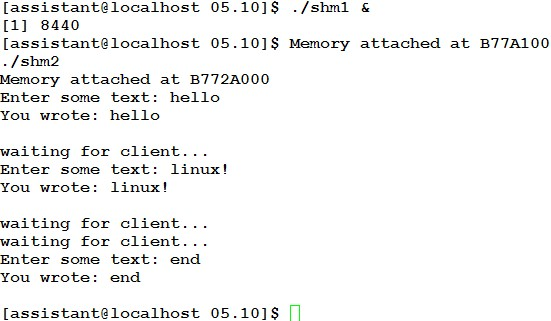 [assistant@localhost 05.10]$ ./shm1 &
[1] 8440
[assistant@localhost 05.10]$ Memory attached at B77A100
./shm2
Memory attached at B772A000
Enter some text: hello
You wrote: hello
waiting for client...
Enter some text: linux!
You wrote: linux!
waiting for client...
waiting for client...
Enter some text: end
You wrote: end
[assistant@localhost 05.10]$